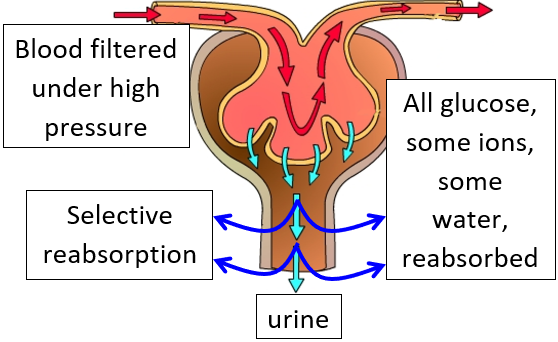 Blood filtered
under high
pressure
All glucose,
some ions,
some
water,
reabsorbed
Selective
reabsorption
urine